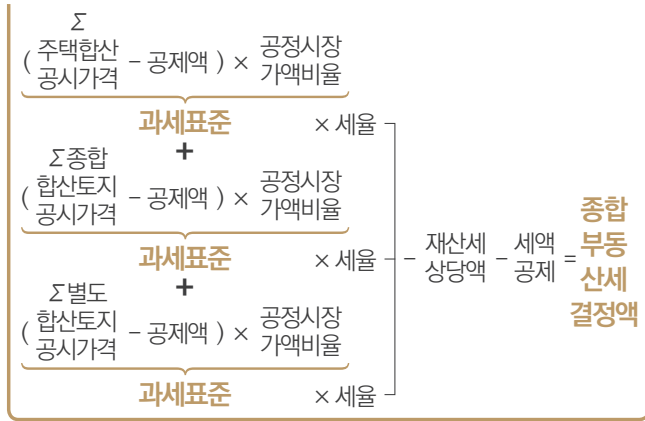 Σ
주택합산
공시가격
( − 공제액 ) × 공정시장
가액비율
과세표준 × 세율
+
Σ종합
합산토지
공시가격
( − 공제액 ) × 공정시장
가액비율
과세표준 × 세율
+
Σ별도
합산토지
공시가격
( − 공제액 ) × 공정시장
가액비율
과세표준 × 세율
− 재산세
상당액
− 세액
공제
= 종합
부동
산세
결정액